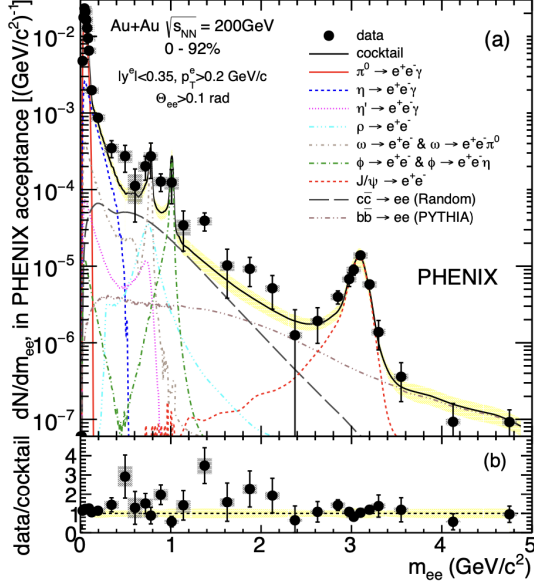 dN/dm_ee, in PHENIX acceptance [(GeV/c²)⁻¹]
10⁻²
10⁻³
10⁻⁴
10⁻⁵
10⁻⁶
10⁻⁷
Au+Au √s_NN = 200GeV
0 - 92%
|yᵉ|<0.35, p_T^e>0.2 GeV/c
Θ_ee>0.1 rad
(a)
data
cocktail
π⁰ → e⁺e⁻γ
η → e⁺e⁻γ
η' → e⁺e⁻γ
ρ → e⁺e⁻
ω → e⁺e⁻ & ω → e⁺e⁻π⁰
ϕ → e⁺e⁻ & ϕ → e⁺e⁻η
J/ψ → e⁺e⁻
cc̅ → ee (Random)
bb̅ → ee (PYTHIA)
PHENIX
data/cocktail
4
3
2
1
0
(b)
0 1 2 3 4 5
m_ee (GeV/c²)